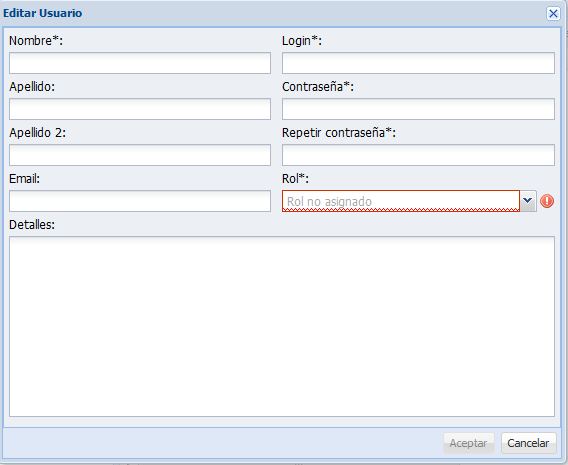 Editar Usuario
Nombre*:
Login*:
Apellido:
Contraseña*:
Apellido 2:
Repetir contraseña*:
Email:
Rol*:
Rol no asignado
Detalles:
Aceptar
Cancelar